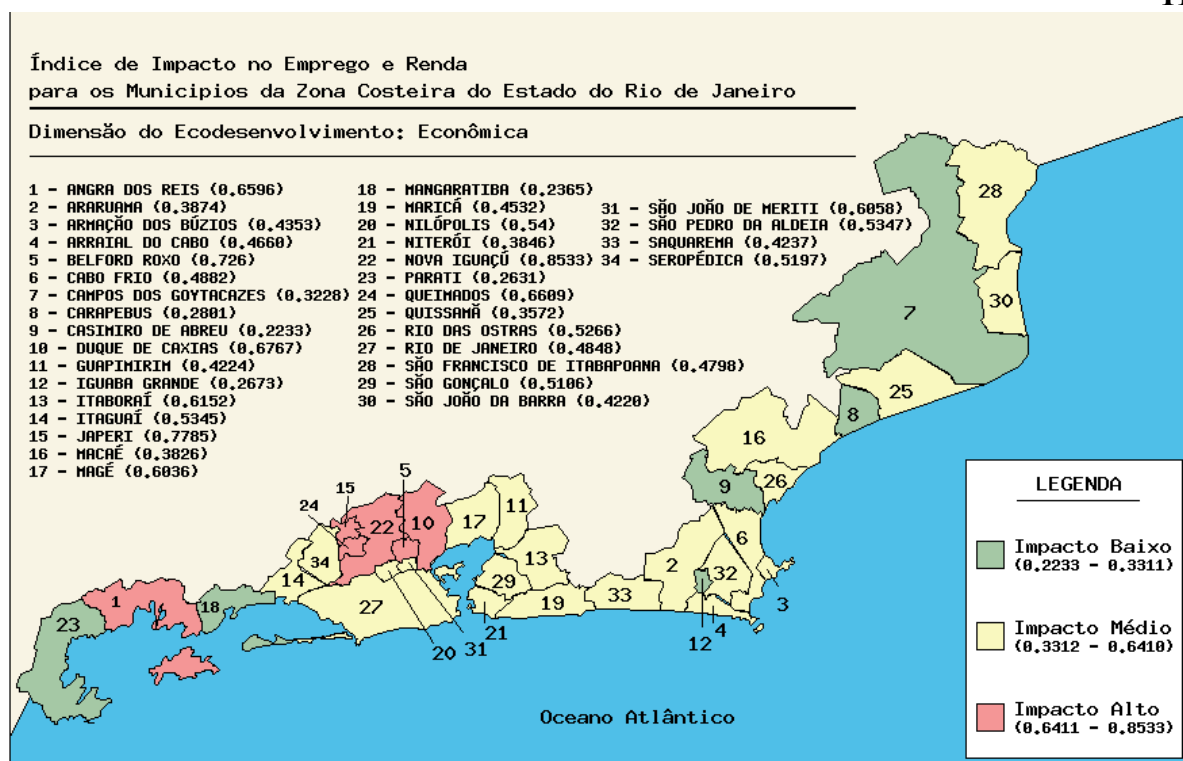 Índice de Impacto no Emprego e Renda
para os Municipios da Zona Costeira do Estado do Rio de Janeiro
Dimensão do Ecodesenvolvimento: Econômica
1 - ANGRA DOS REIS (0.6596)
2 - ARARUAMA (0.3874)
3 - ARMAÇÃO DOS BÚZIOS (0.4353)
4 - ARRAIAL DO CABO (0.4660)
5 - BELFORD ROXO (0.726)
6 - CABO FRIO (0.4882)
7 - CAMPOS DOS GOYTACAZES (0.3228)
8 - CARAPEBUS (0.2801)
9 - CASIMIRO DE ABREU (0.2233)
10 - DUQUE DE CAXIAS (0.6767)
11 - GUAPIMIRIM (0.4224)
12 - IGUABA GRANDE (0.2673)
13 - ITABORAÍ (0.6152)
14 - ITAGUAÍ (0.5345)
15 - JAPERI (0.7785)
16 - MACAÉ (0.3826)
17 - MAGÉ (0.6036)
18 - MANGARATIBA (0.2365)
19 - MARICÁ (0.4532)
20 - NILÓPOLIS (0.54)
21 - NITERÓI (0.3846)
22 - NOVA IGUAÇÚ (0.8533)
23 - PARATI (0.2631)
24 - QUEIMADOS (0.6609)
25 - QUISSAMÃ (0.3572)
26 - RIO DAS OSTRAS (0.5266)
27 - RIO DE JANEIRO (0.4848)
28 - SÃO FRANCISCO DE ITABAPOANA (0.4798)
29 - SÃO GONÇALO (0.5106)
30 - SÃO JOÃO DA BARRA (0.4220)
31 - SÃO JOÃO DE MERITI (0.6058)
32 - SÃO PEDRO DA ALDEIA (0.5347)
33 - SAQUAREMA (0.4237)
34 - SEROPÉDICA (0.5197)
28
30
7
25
8
16
9
26
5
15
24
22
10
17
11
34
13
6
14
29
2
32
1
18
27
19
33
3
23
21
4
20
31
12
Oceano Atlântico
LEGENDA
Impacto Baixo
(0.2233 - 0.3311)
Impacto Médio
(0.3312 - 0.6410)
Impacto Alto
(0.6411 - 0.8533)